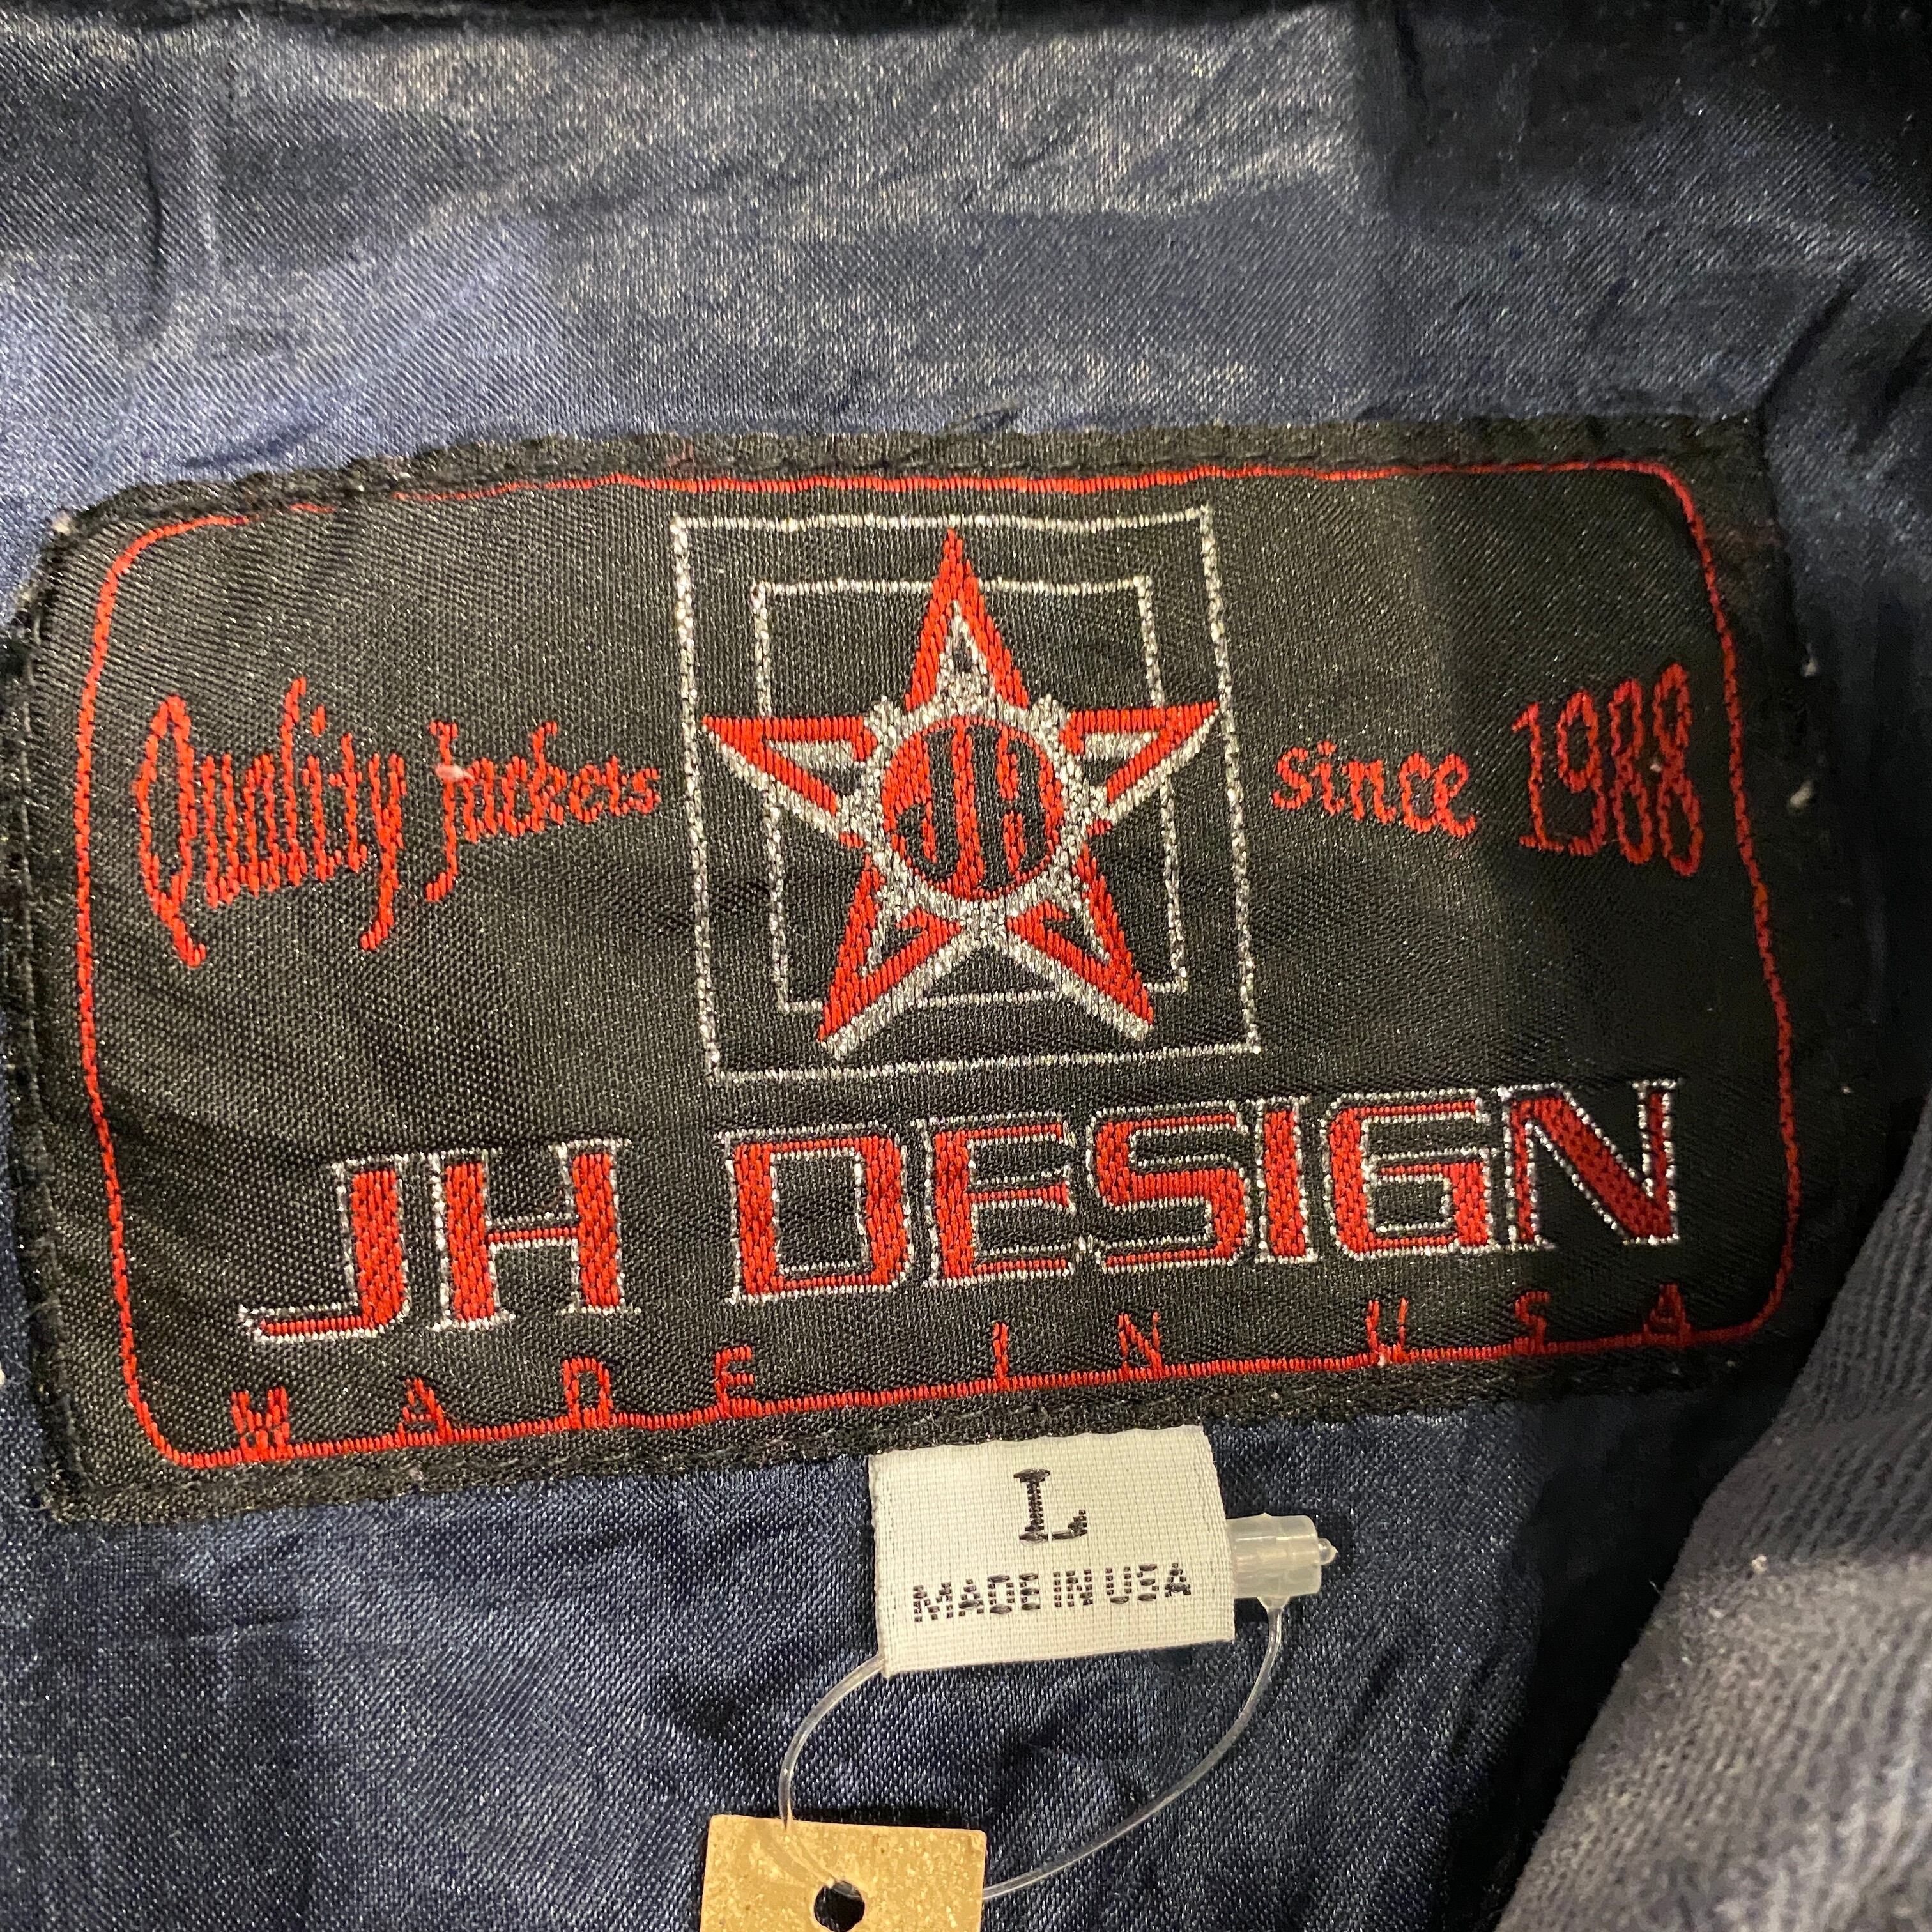 Quality Jackets
JH
since 1988
JH DESIGN
MADE IN USA
L
MADE IN USA